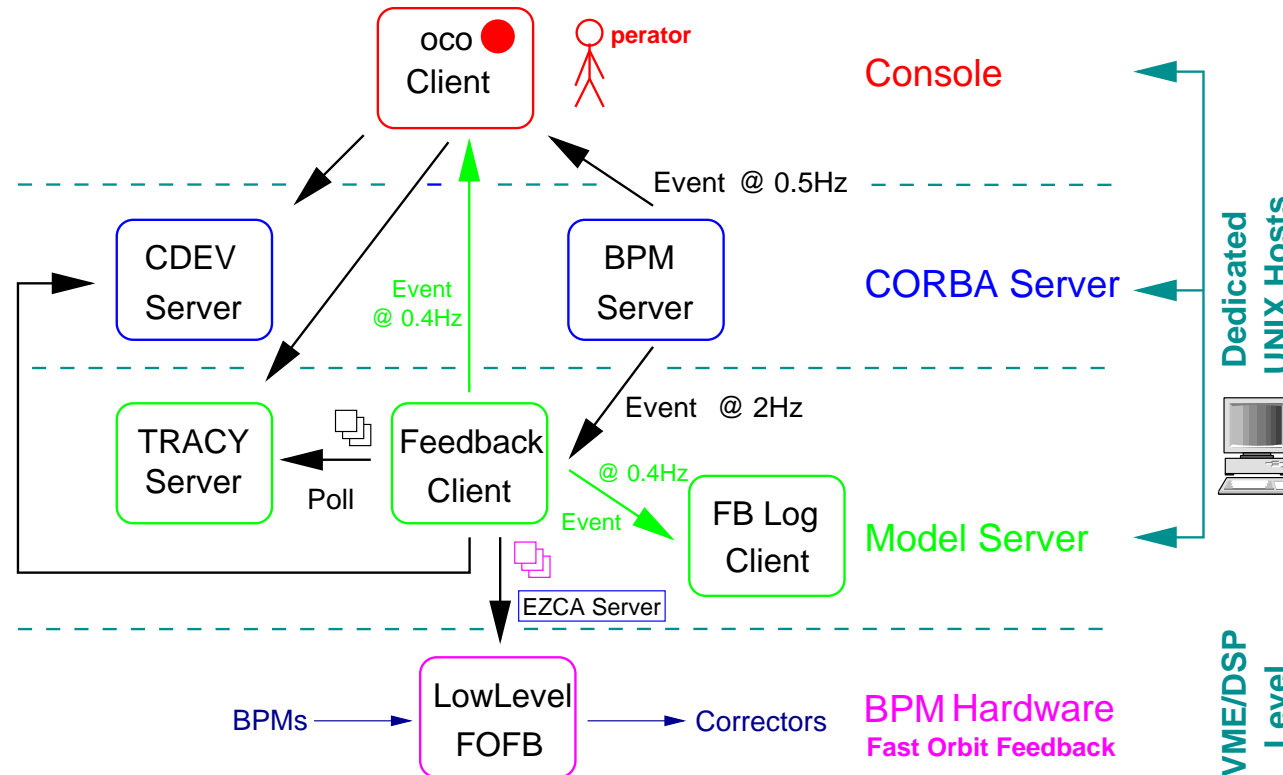 oco
Client
perator
Console
Event @ 0.5Hz
CDEV
Server
Event
@ 0.4Hz
BPM
Server
CORBA Server
Dedicated
UNIX Hosts
Event @ 2Hz
TRACY
Server
Poll
Feedback
Client
@ 0.4Hz
Event
FB Log
Client
Model Server
EZCA Server
BPMs
LowLevel
FOFB
Correctors
BPM Hardware
Fast Orbit Feedback
VME/DSP
Level